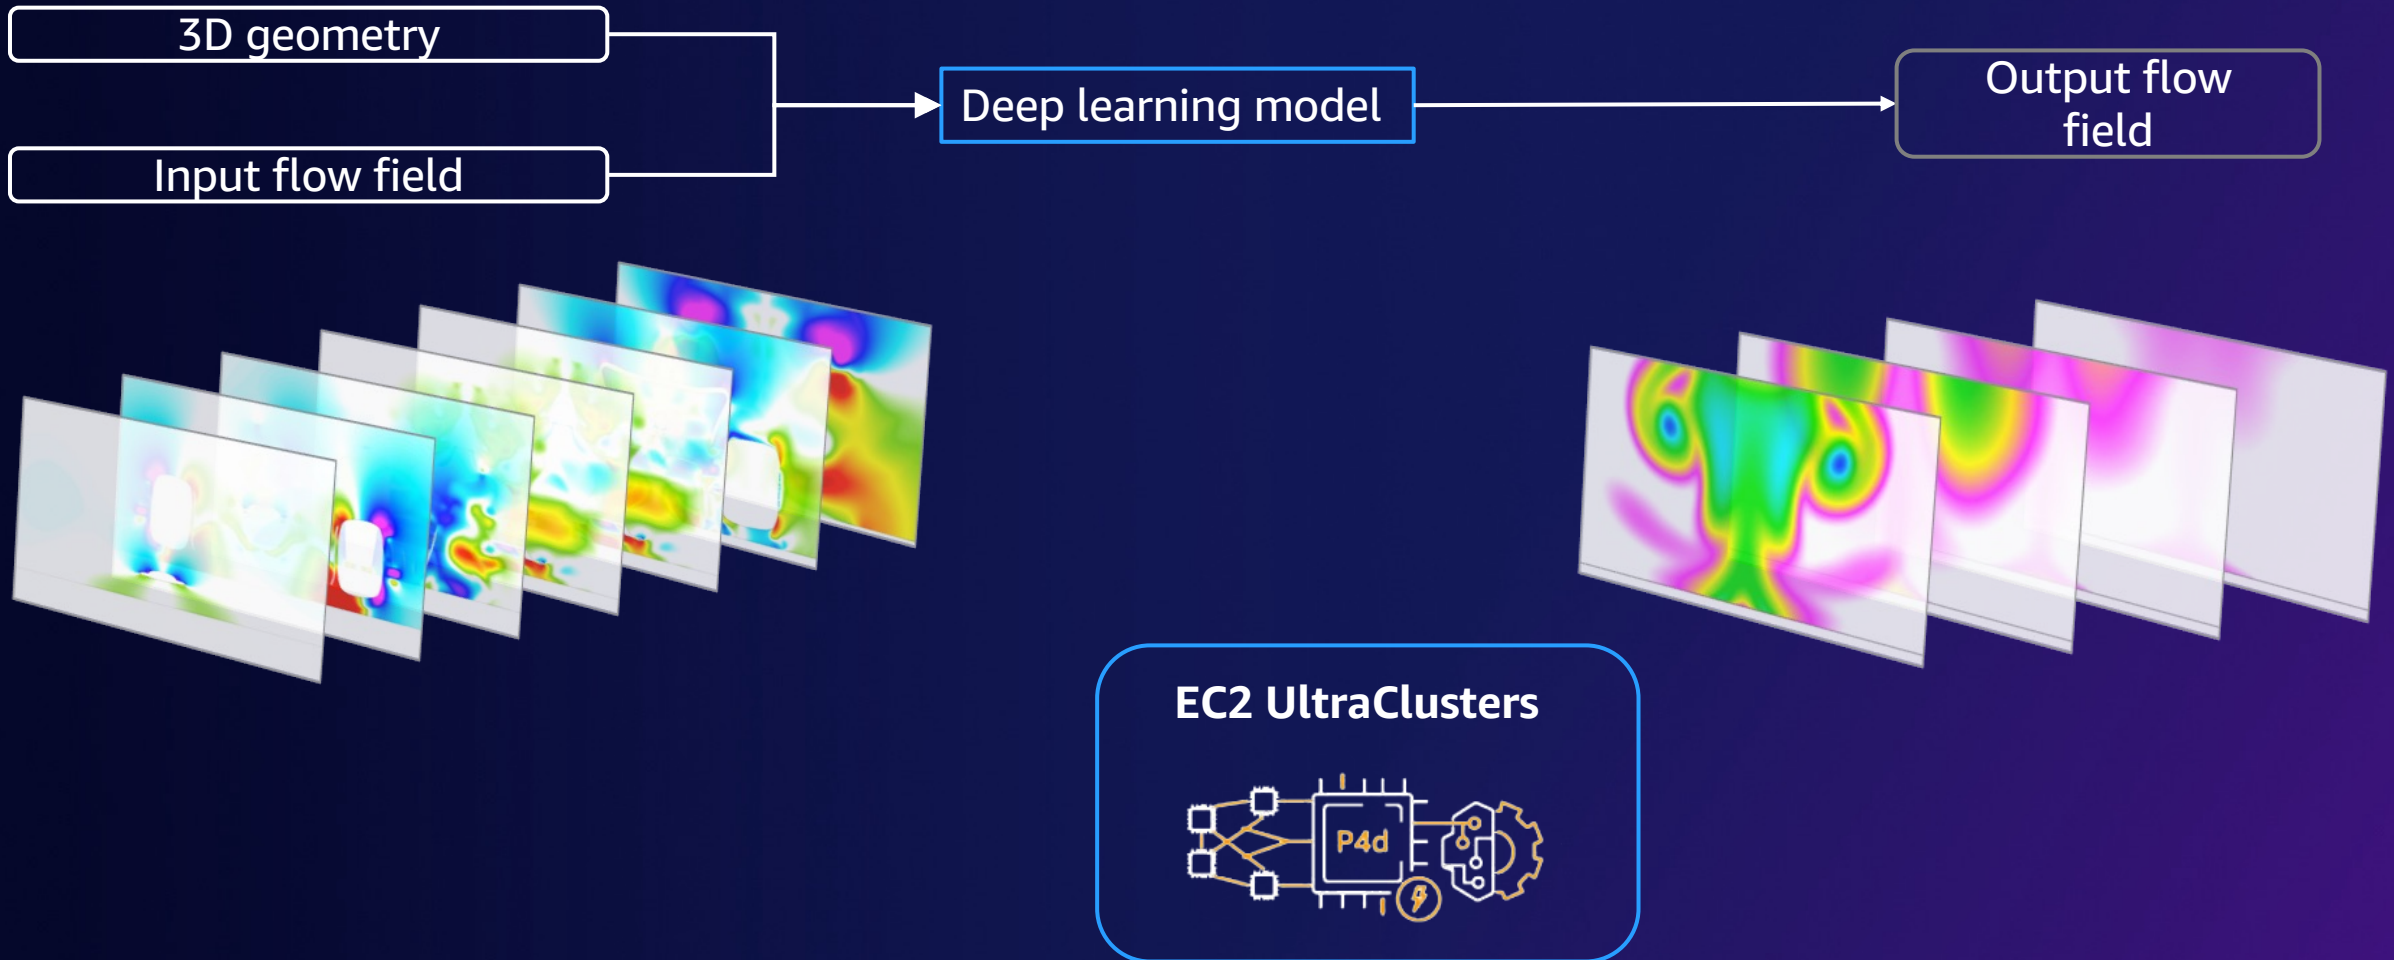 3D geometry
Input flow field
Deep learning model
Output flow
field
EC2 UltraClusters
P4d